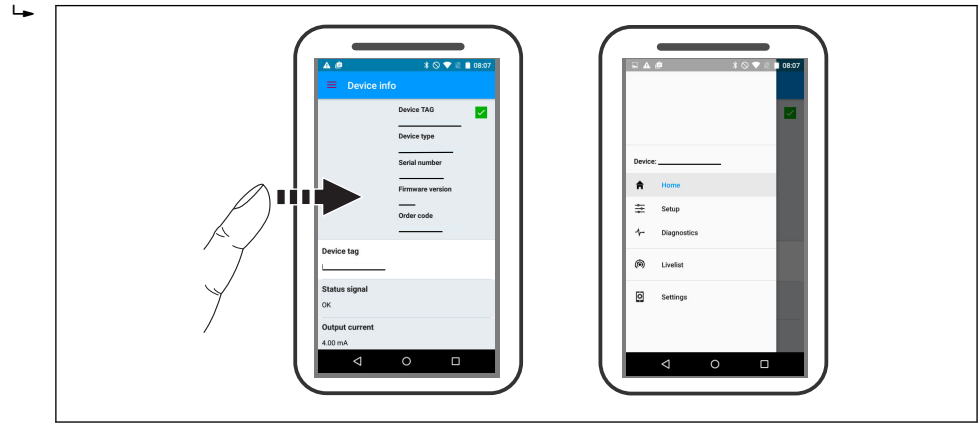 08:07
Device info
Device TAG
Device type
Serial number
Firmware version
Order code
Device tag
Status signal
OK
Output current
4.00 mA
08:07
Device:
Home
Setup
Diagnostics
Livelist
Settings